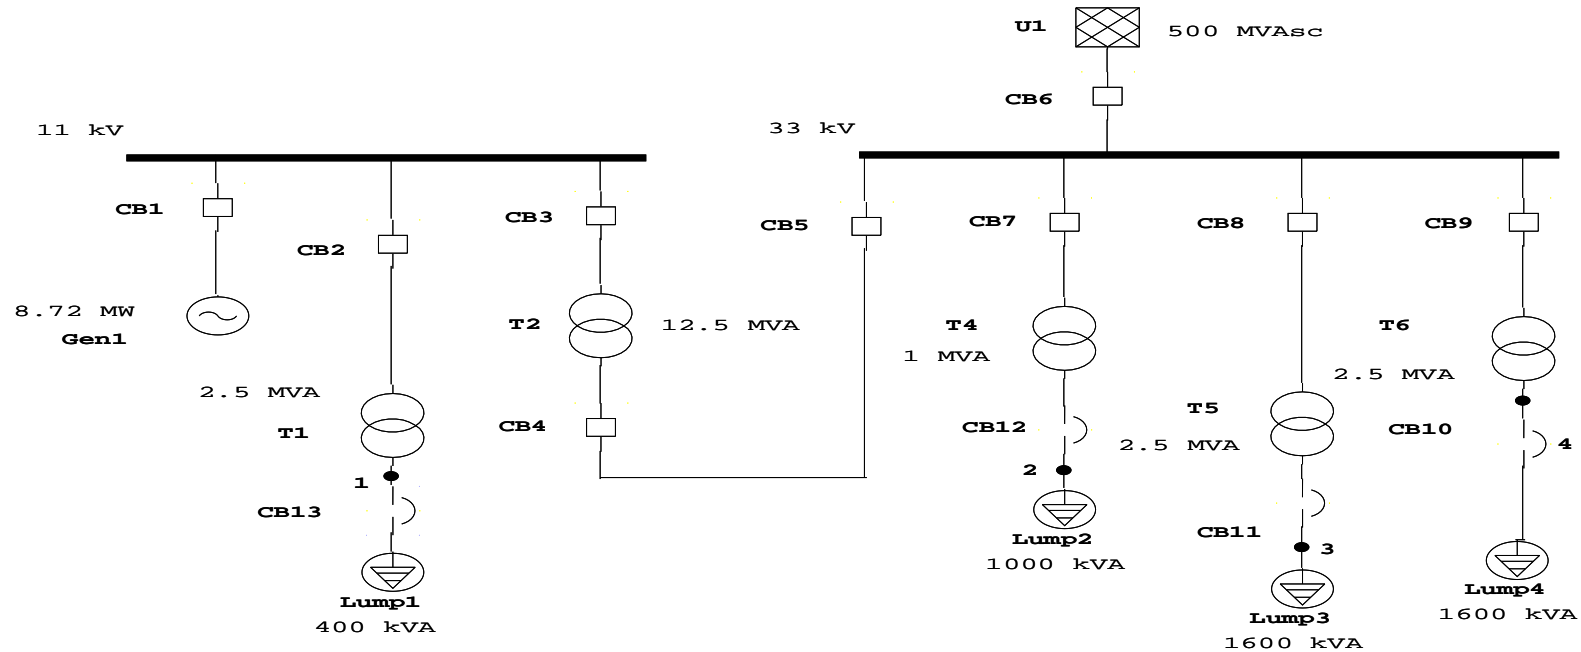 U1
500 MVAsc
CB6
11 kV
33 kV
CB1
CB2
CB3
CB5
CB7
CB8
CB9
8.72 MW
Gen1
T2
12.5 MVA
T4
1 MVA
T6
2.5 MVA
2.5 MVA
T1
CB4
T5
2.5 MVA
CB12
CB10
4
1
2
CB13
CB11
3
Lump1
400 kVA
Lump2
1000 kVA
Lump3
1600 kVA
Lump4
1600 kVA